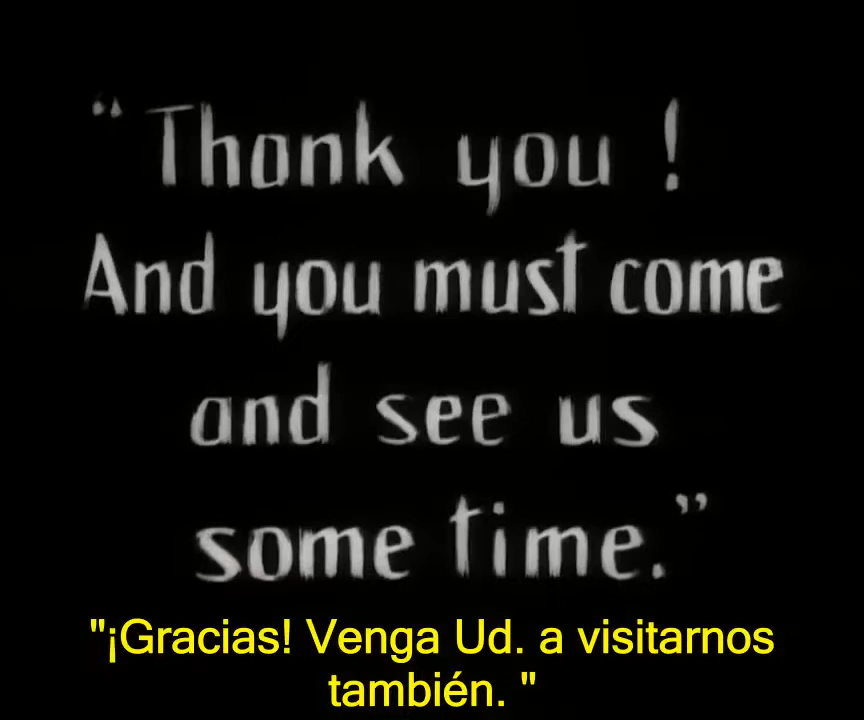 “Thank you!
And you must come
and see us
some time.”
"¡Gracias! Venga Ud. a visitarnos
también. "